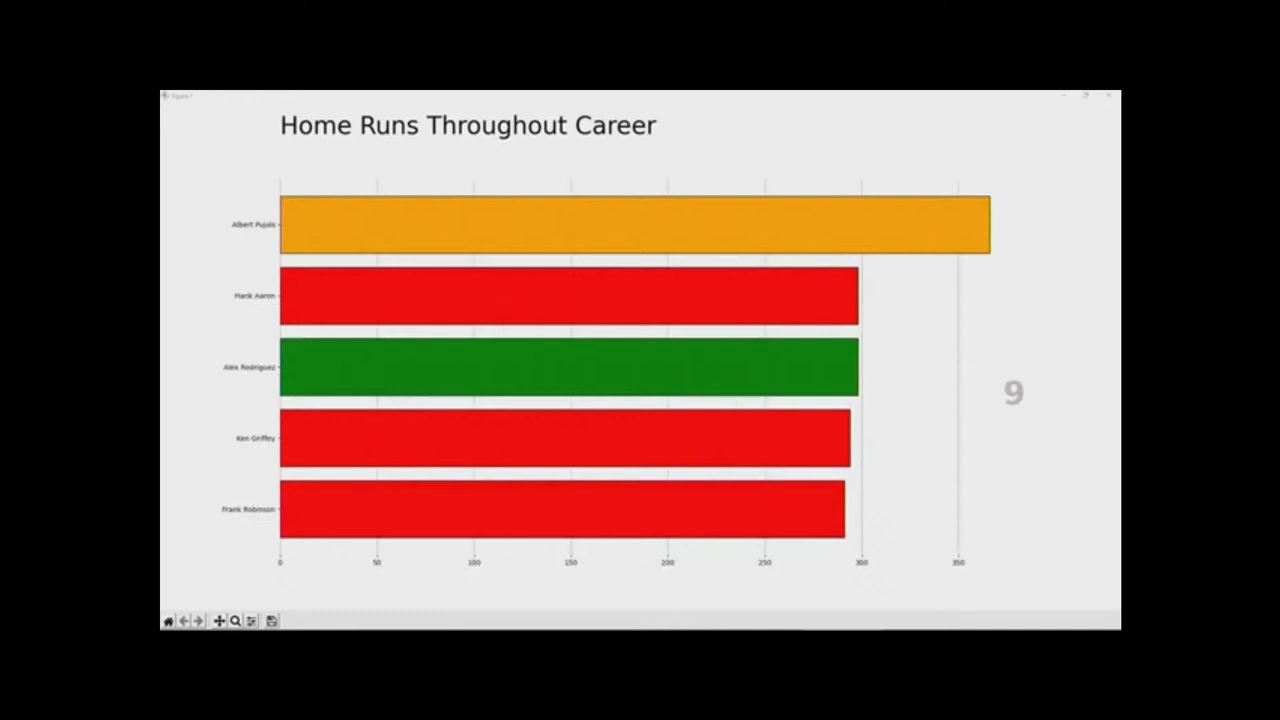 Home Runs Throughout Career
Albert Pujols
Hank Aaron
Alex Rodriguez
9
Ken Griffey
Frank Robinson
0 50 100 150 200 250 300 350